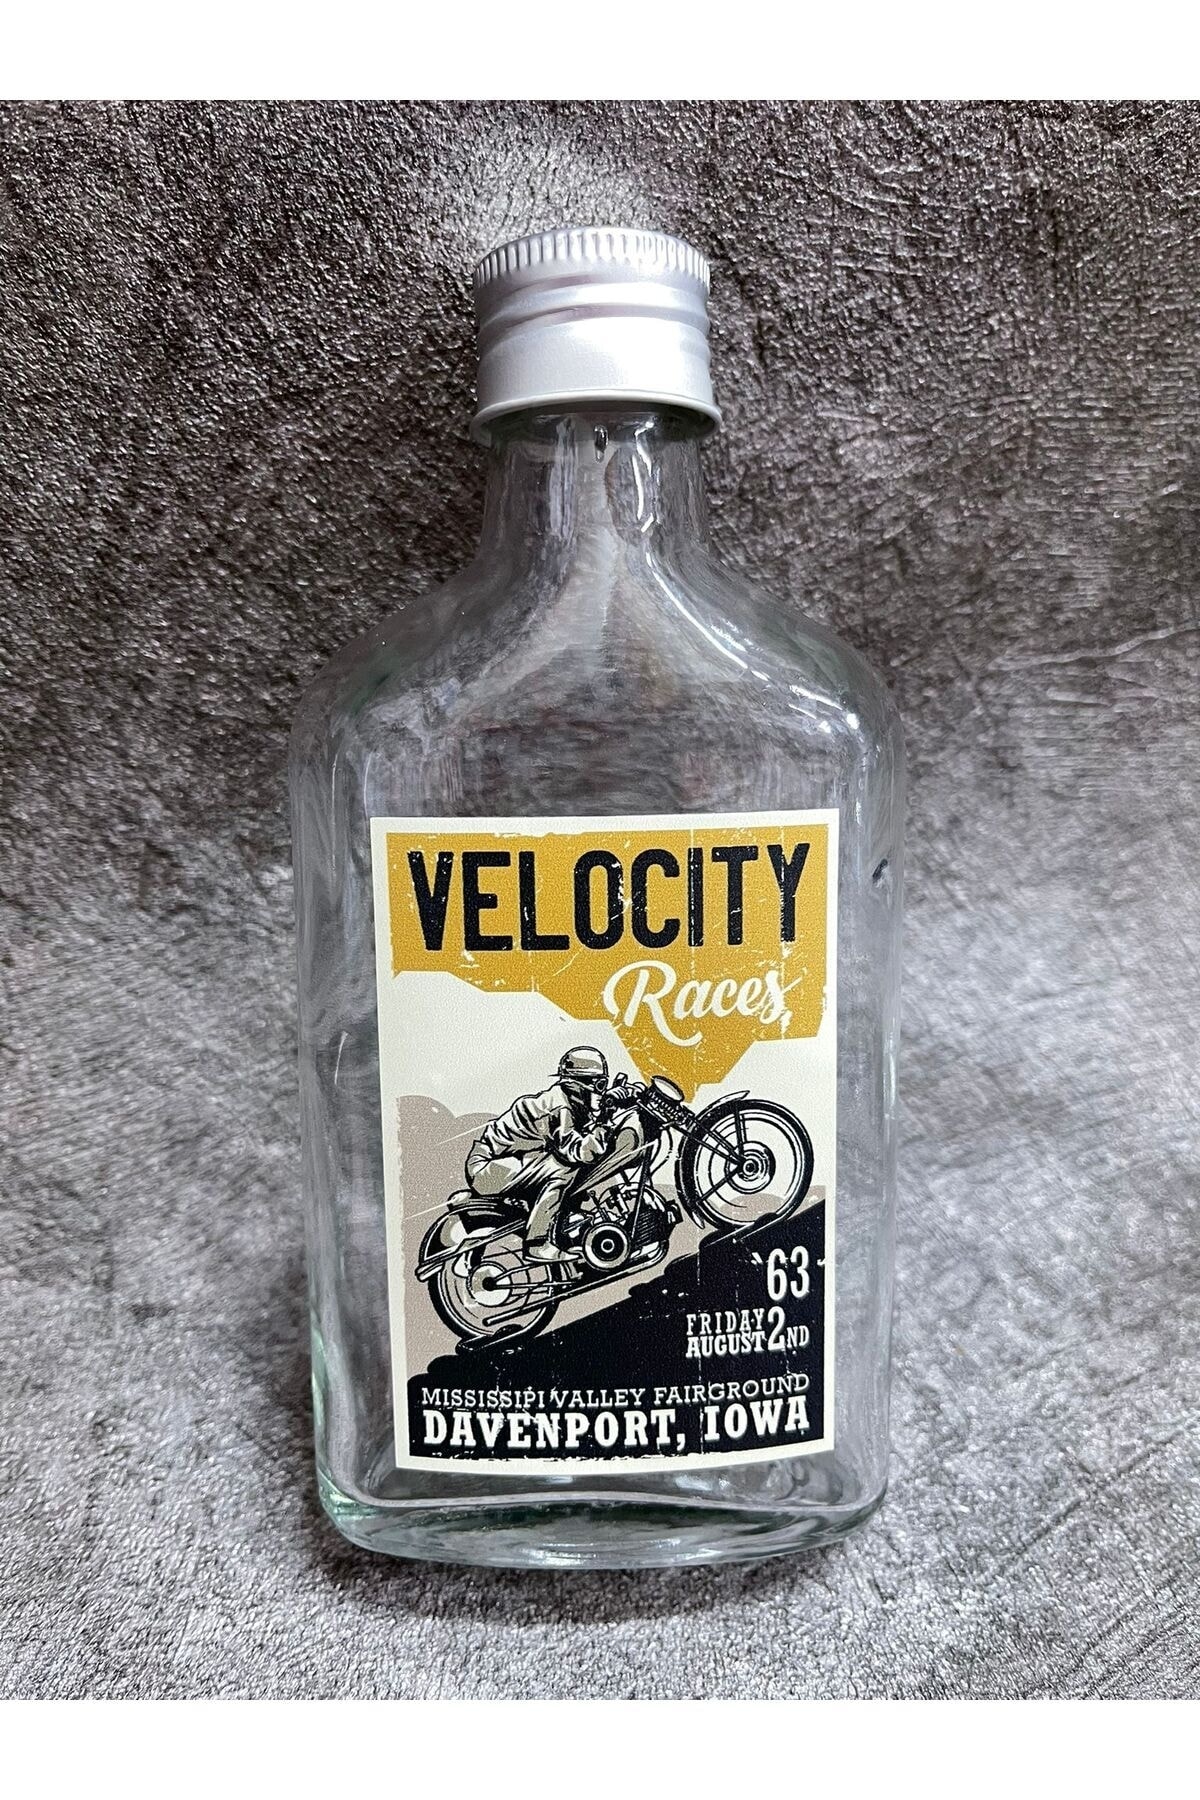 VELOCITY
Races
`63
FRIDAY
AUGUST 2ND
MISSISSIPI VALLEY FAIRGROUND
DAVENPORT, IOWA